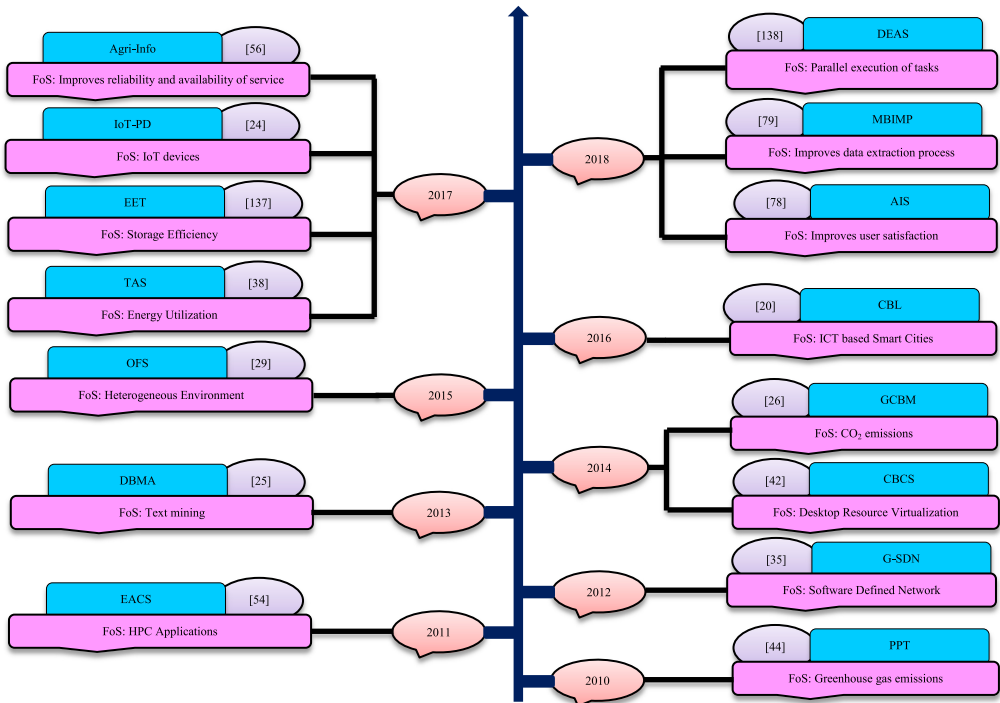 Agri-Info
[56]
FoS: Improves reliability and availability of service
IoT-PD
[24]
FoS: IoT devices
EET
[137]
FoS: Storage Efficiency
TAS
[38]
FoS: Energy Utilization
2017
OFS
[29]
FoS: Heterogeneous Environment
2015
DBMA
[25]
FoS: Text mining
2013
EACS
[54]
FoS: HPC Applications
2011
[138]
DEAS
FoS: Parallel execution of tasks
[79]
MBIMP
FoS: Improves data extraction process
[78]
AIS
FoS: Improves user satisfaction
2018
[20]
CBL
FoS: ICT based Smart Cities
2016
[26]
GCBM
FoS: CO₂ emissions
[42]
CBCS
FoS: Desktop Resource Virtualization
2014
[35]
G-SDN
FoS: Software Defined Network
2012
[44]
PPT
FoS: Greenhouse gas emissions
2010